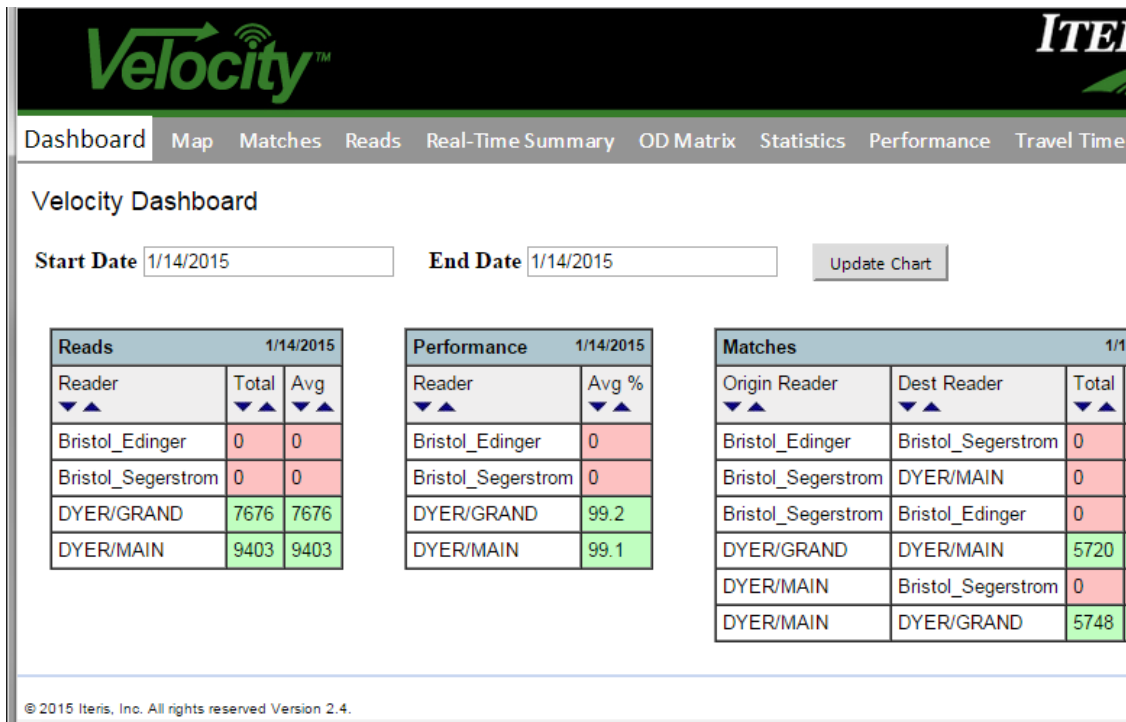 Velocity™
Dashboard Map Matches Reads Real-Time Summary OD Matrix Statistics Performance Travel Time
Velocity Dashboard
Start Date 1/14/2015 End Date 1/14/2015 Update Chart
Reads 1/14/2015
Reader Total Avg
Bristol_Edinger 0 0
Bristol_Segerstrom 0 0
DYER/GRAND 7676 7676
DYER/MAIN 9403 9403
Performance 1/14/2015
Reader Avg %
Bristol_Edinger 0
Bristol_Segerstrom 0
DYER/GRAND 99.2
DYER/MAIN 99.1
Matches
Origin Reader Dest Reader Total
Bristol_Edinger Bristol_Segerstrom 0
Bristol_Segerstrom DYER/MAIN 0
Bristol_Segerstrom Bristol_Edinger 0
DYER/GRAND DYER/MAIN 5720
DYER/MAIN Bristol_Segerstrom 0
DYER/MAIN DYER/GRAND 5748
© 2015 Iteris, Inc. All rights reserved Version 2.4.